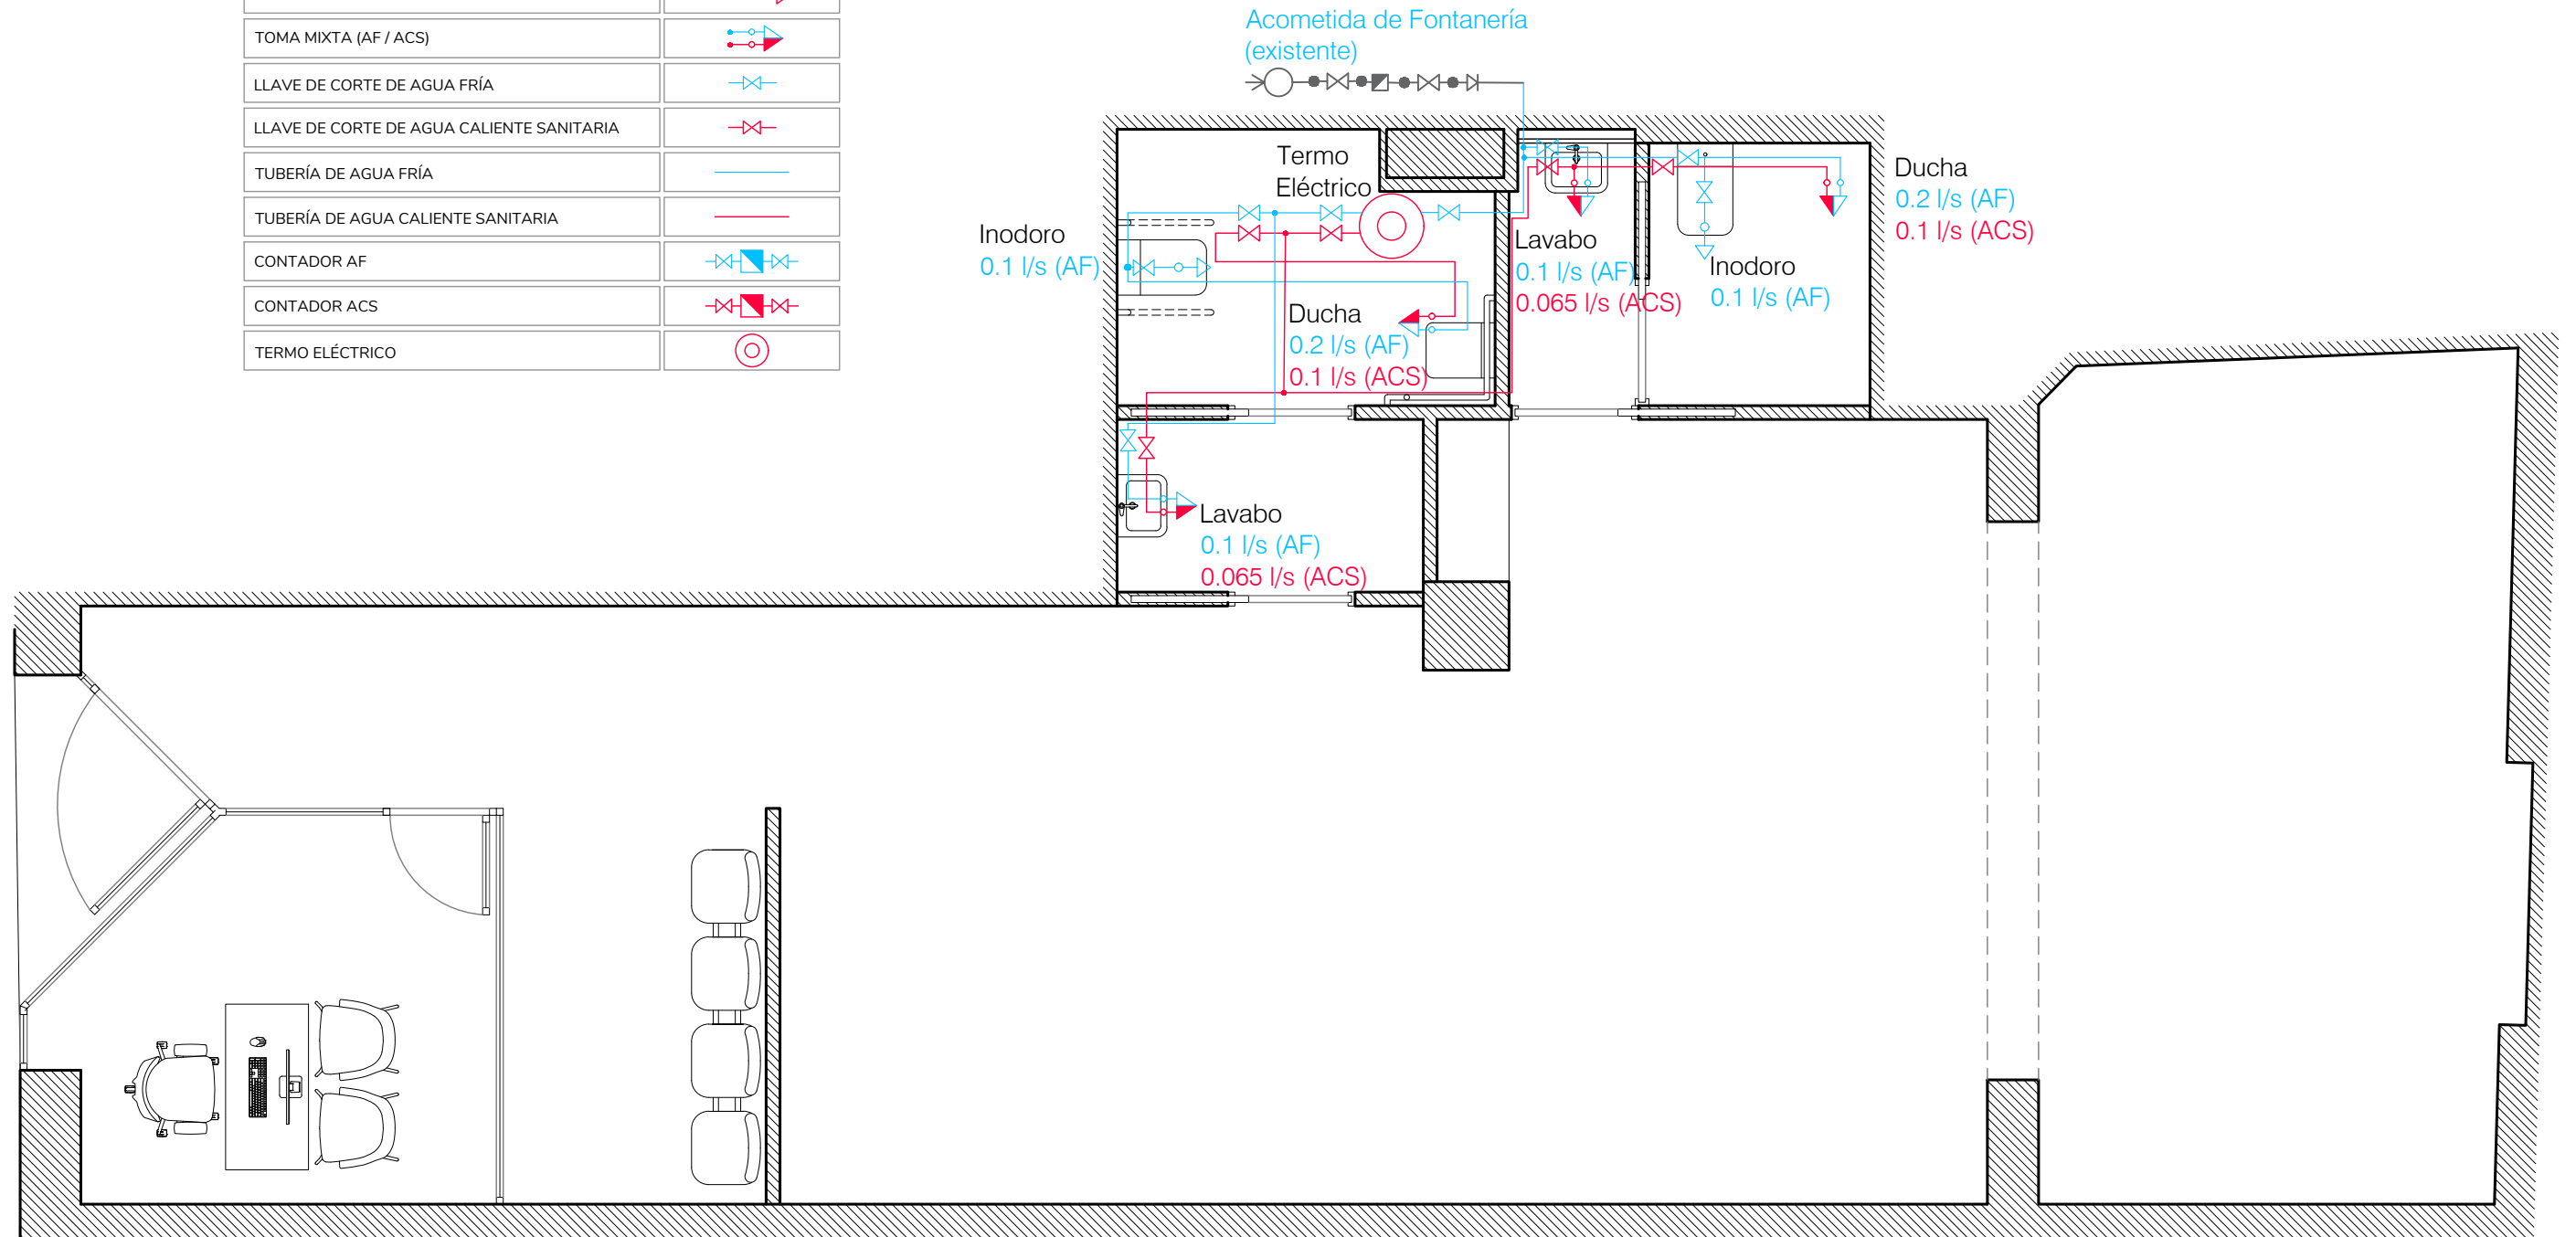 TOMA MIXTA (AF / ACS)
LLAVE DE CORTE DE AGUA FRÍA
LLAVE DE CORTE DE AGUA CALIENTE SANITARIA
TUBERÍA DE AGUA FRÍA
TUBERÍA DE AGUA CALIENTE SANITARIA
CONTADOR AF
CONTADOR ACS
TERMO ELÉCTRICO
Acometida de Fontanería
(existente)
Termo
Eléctrico
Inodoro
0.1 l/s (AF)
Ducha
0.2 l/s (AF)
0.1 l/s (ACS)
Lavabo
0.1 l/s (AF)
0.065 l/s (ACS)
Inodoro
0.1 l/s (AF)
Ducha
0.2 l/s (AF)
0.1 l/s (ACS)
Lavabo
0.1 l/s (AF)
0.065 l/s (ACS)